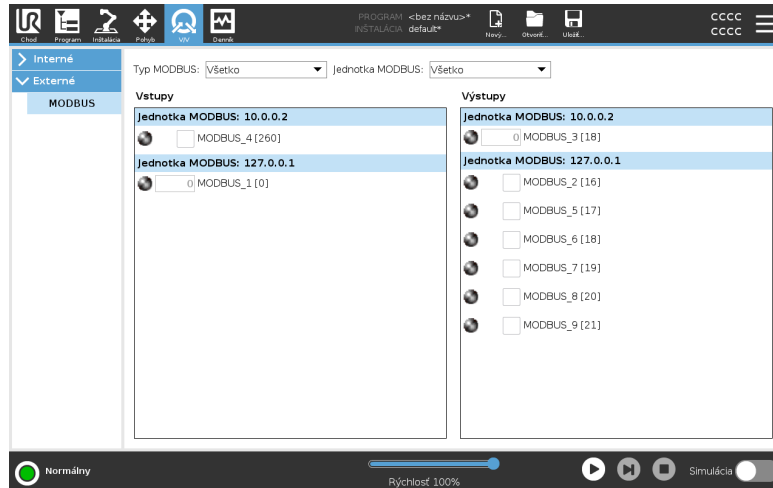 PROGRAM <bez názvu>*
INŠTALÁCIA default*
CCCC
CCCC
Chod Program Inštalácia Pohyb V/V Denník Nový... Otvoriť... Uložiť...
Interné
Externé
MODBUS
Typ MODBUS: Všetko Jednotka MODBUS: Všetko
Vstupy
Jednotka MODBUS: 10.0.0.2
MODBUS_4 [260]
Jednotka MODBUS: 127.0.0.1
0 MODBUS_1 [0]
Výstupy
Jednotka MODBUS: 10.0.0.2
0 MODBUS_3 [18]
Jednotka MODBUS: 127.0.0.1
MODBUS_2 [16]
MODBUS_5 [17]
MODBUS_6 [18]
MODBUS_7 [19]
MODBUS_8 [20]
MODBUS_9 [21]
Normálny
Rýchlosť 100%
Simulácia